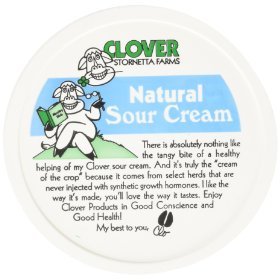 CLOVER
STORNETTA FARMS
Natural
Sour Cream
There is absolutely nothing like
the tangy bite of a healthy
helping of my Clover sour cream. And it's truly the "cream
of the crop" because it comes from select herds that are
never injected with synthetic growth hormones. I like the
way it's made, you'll love the way it tastes. Enjoy
Clover Products in Good Conscience and
Good Health!
My best to you, Clo